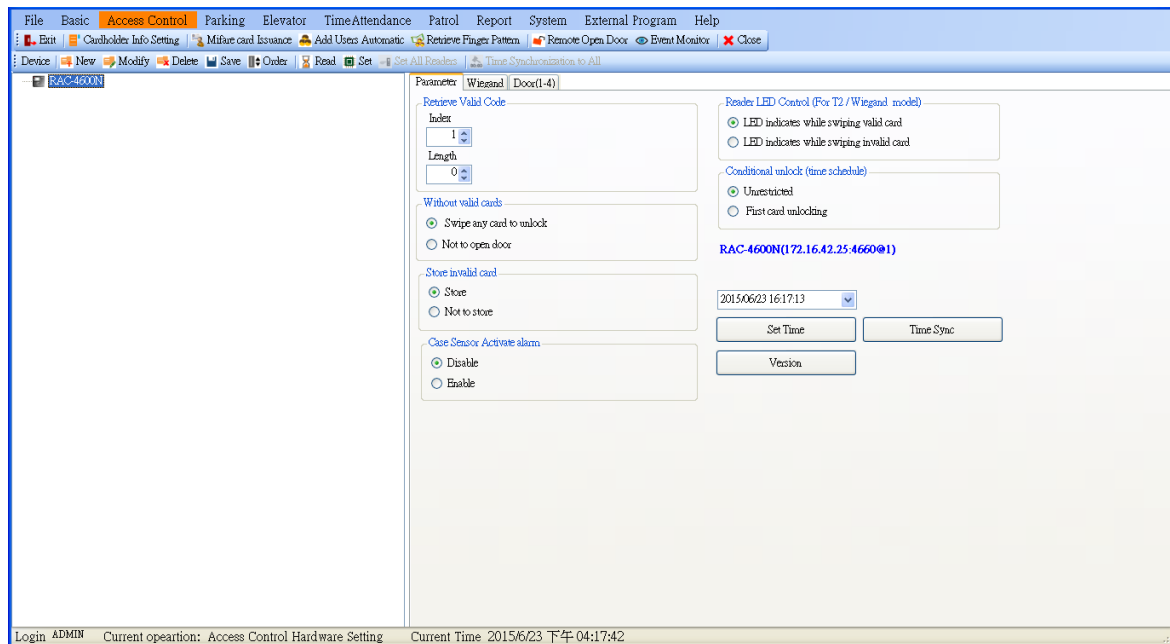 File Basic Access Control Parking Elevator TimeAttendance Patrol Report System External Program Help
Exit Cardholder Info Setting Mifare card Issuance Add Users Automatic Retrieve Finger Pattern Remote Open Door Event Monitor Close
Device New Modify Delete Save Order Read Set Set All Readers Time Synchronization to All
RAC-4600N
Parameter Wiegand Door(1-4)
Retrieve Valid Code
Index
1
Length
0
Without valid cards
Swipe any card to unlock
Not to open door
Store invalid card
Store
Not to store
Case Sensor Activate alarm
Disable
Enable
Reader LED Control (For T2 / Wiegand model)
LED indicates while swiping valid card
LED indicates while swiping invalid card
Conditional unlock (time schedule)
Unrestricted
First card unlocking
RAC-4600N(172.16.42.25:4660@1)
2015/06/23 16:17:13
Set Time Time Sync
Version
Login ADMIN Current opeartion: Access Control Hardware Setting Current Time 2015/6/23 下午 04:17:42